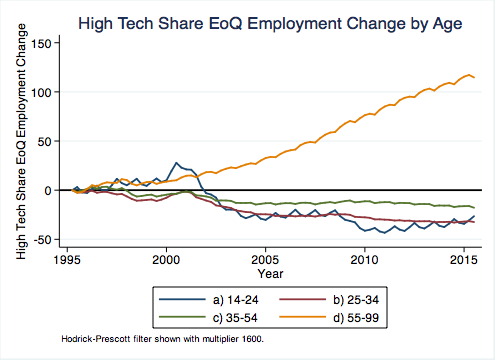 High Tech Share EoQ Employment Change by Age
High Tech Share EoQ Employment Change
150
100
50
0
-50
1995
2000
2005
2010
2015
Year
a) 14-24
b) 25-34
c) 35-54
d) 55-99
Hodrick-Prescott filter shown with multiplier 1600.